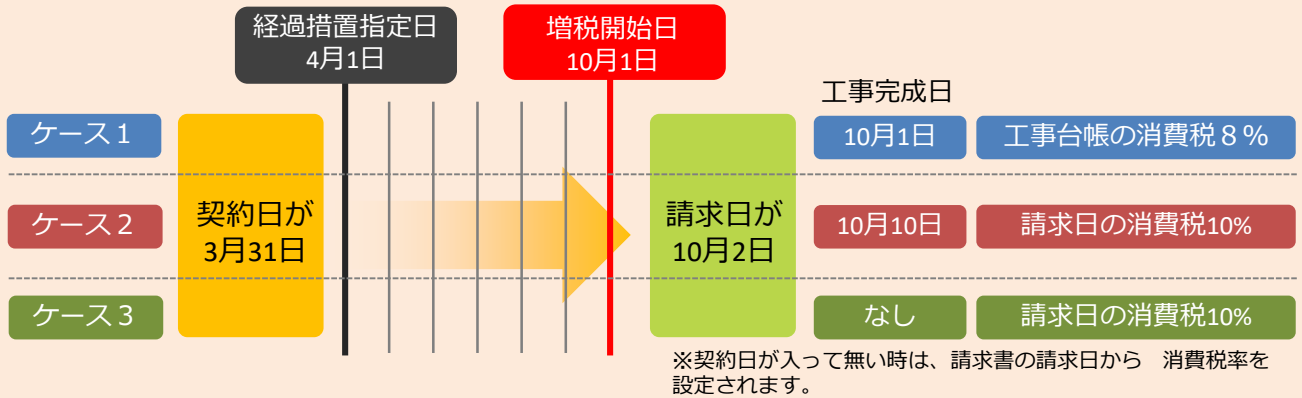 経過措置指定日
4月1日
増税開始日
10月1日
工事完成日
ケース1
10月1日
工事台帳の消費税8%
契約日が
3月31日
請求日が
10月2日
ケース2
10月10日
請求日の消費税10%
ケース3
なし
請求日の消費税10%
※契約日が入って無い時は、請求書の請求日から 消費税率を
設定されます。